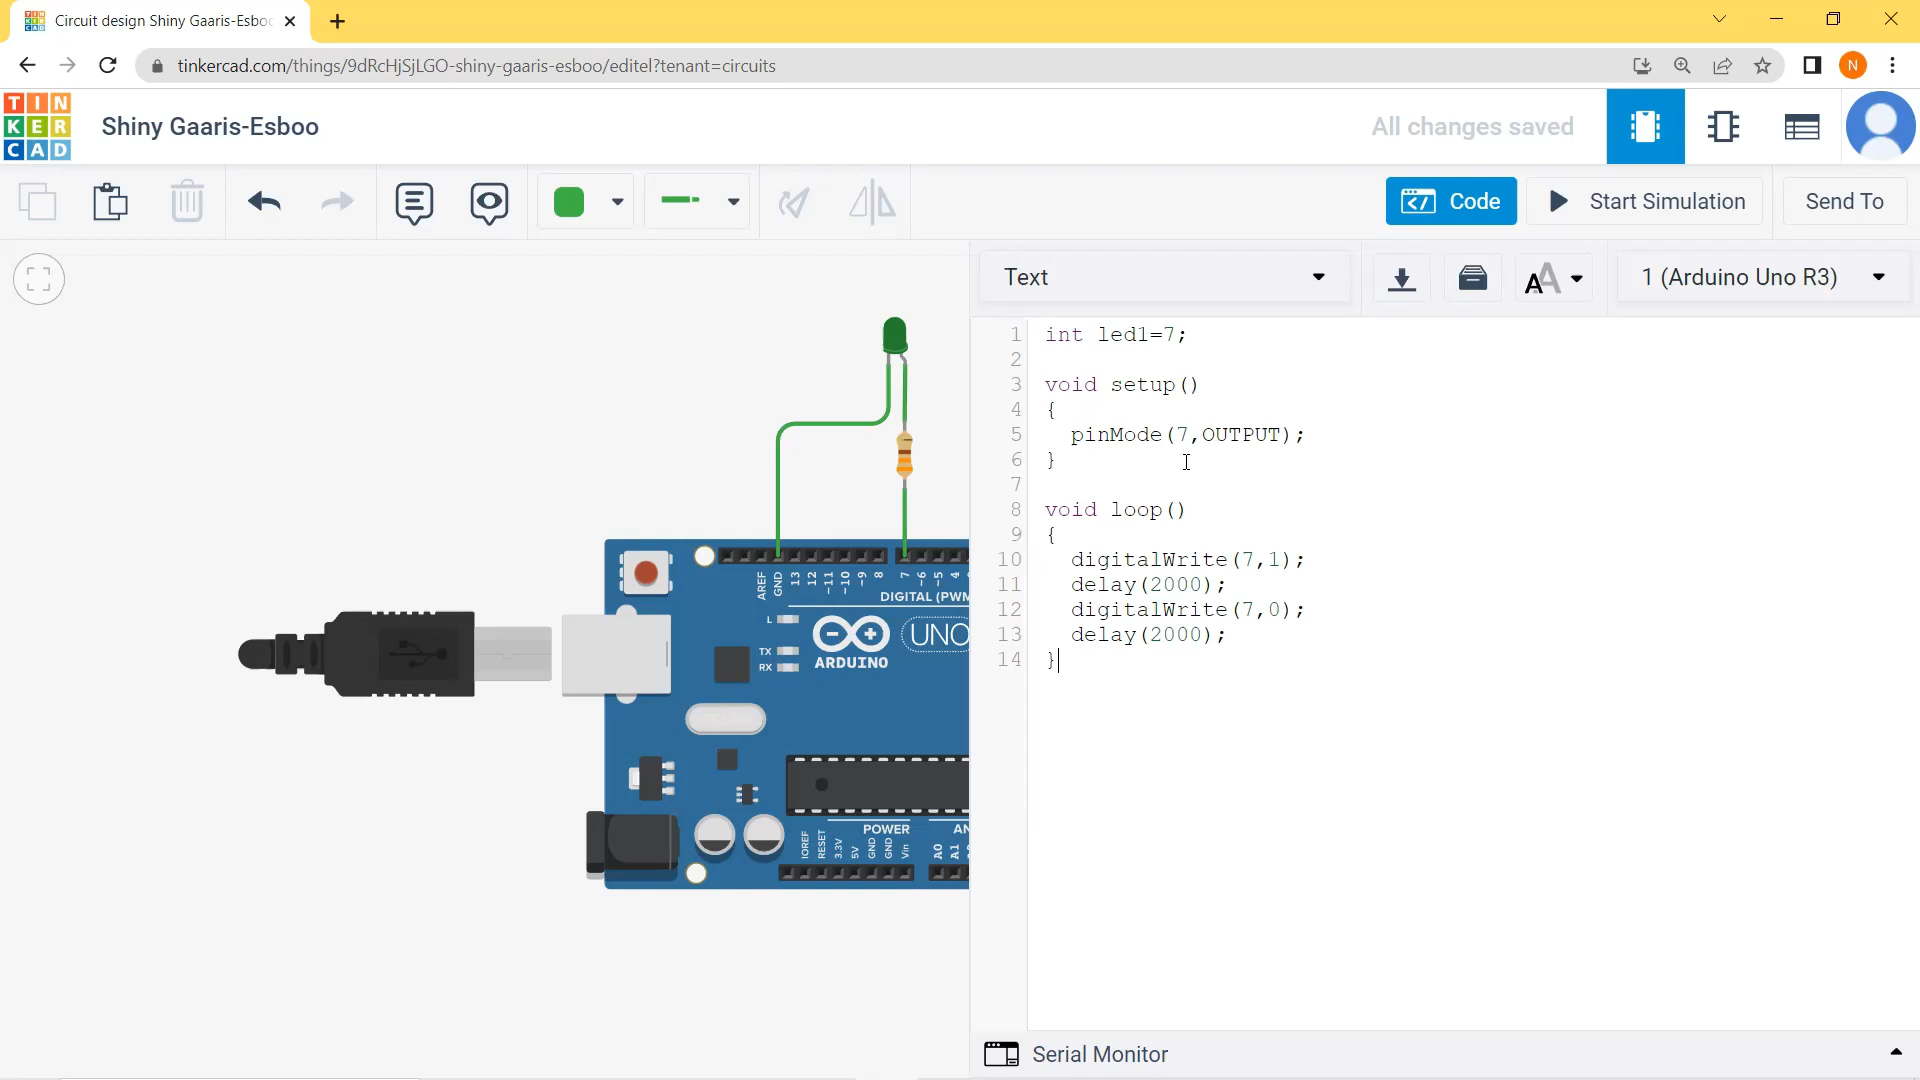 Circuit design Shiny Gaaris-Esboo
tinkercad.com/things/9dRcHjSjLGO-shiny-gaaris-esboo/editel?tenant=circuits
N
TIN
KER
CAD
Shiny Gaaris-Esboo
All changes saved
Code
Start Simulation
Send To
Text
AA
1 (Arduino Uno R3)
1 int led1=7;
2
3 void setup()
4 {
5 pinMode(7,OUTPUT);
6 }
7
8 void loop()
9 {
10 digitalWrite(7,1);
11 delay(2000);
12 digitalWrite(7,0);
13 delay(2000);
14 }
AREF
GND
13
12
~11
~10
~9
8
7
~6
~5
4
DIGITAL (PWM
L
TX
RX
UNO
ARDUINO
POWER
AN
IOREF
RESET
3.3V
5V
GND
GND
Vin
A0
A1
Serial Monitor